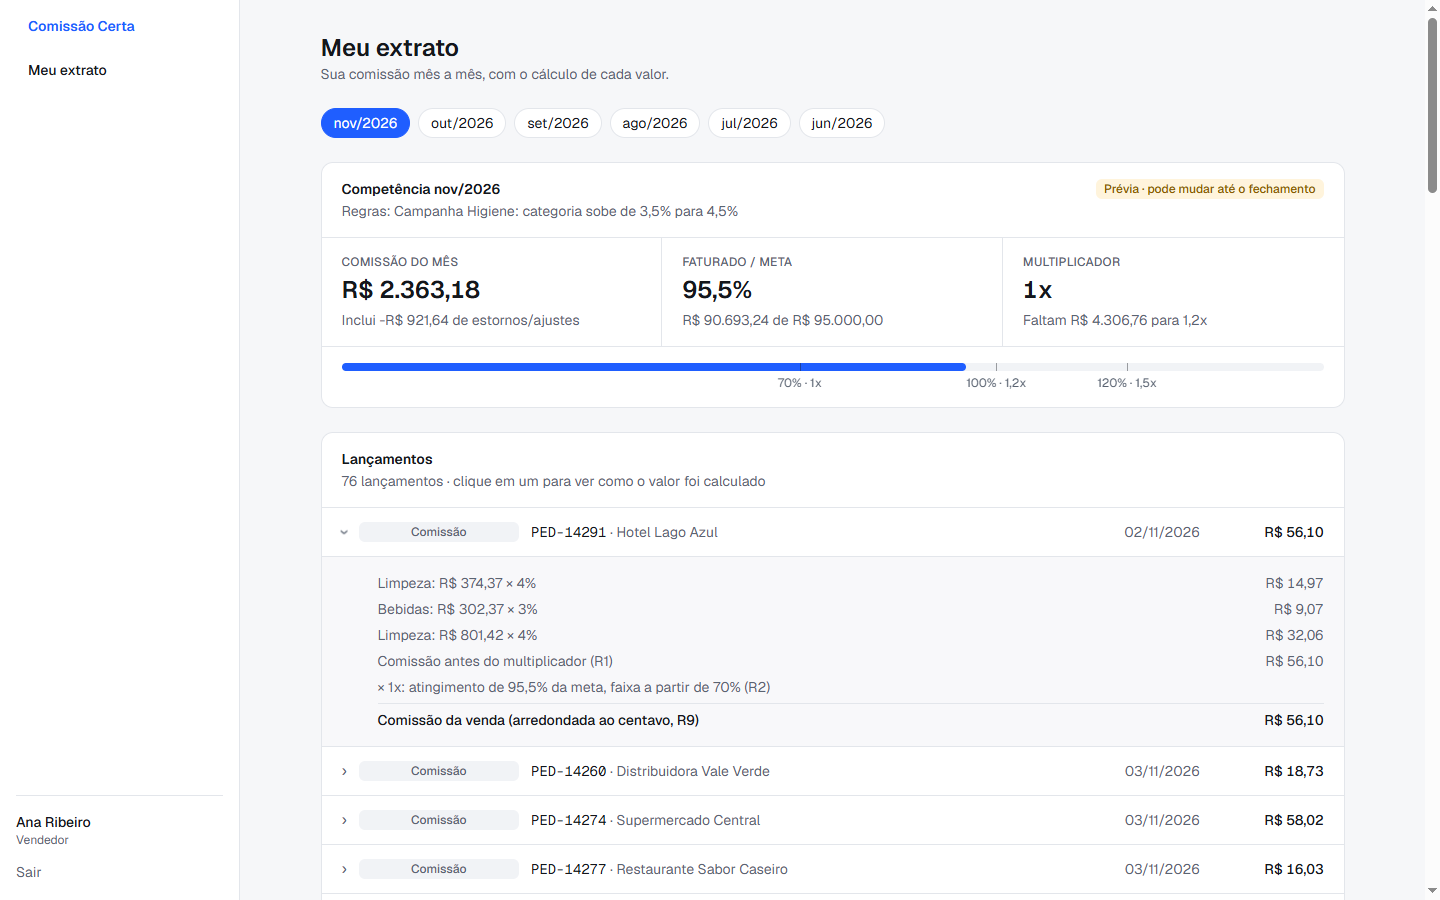 Comissão Certa
Meu extrato
Ana Ribeiro
Vendedor
Sair
Meu extrato
Sua comissão mês a mês, com o cálculo de cada valor.
nov/2026 out/2026 set/2026 ago/2026 jul/2026 jun/2026
Competência nov/2026 Prévia · pode mudar até o fechamento
Regras: Campanha Higiene: categoria sobe de 3,5% para 4,5%
COMISSÃO DO MÊS
R$ 2.363,18
Inclui -R$ 921,64 de estornos/ajustes
FATURADO / META
95,5%
R$ 90.693,24 de R$ 95.000,00
MULTIPLICADOR
1x
Faltam R$ 4.306,76 para 1,2x
70% · 1x 100% · 1,2x 120% · 1,5x
Lançamentos
76 lançamentos · clique em um para ver como o valor foi calculado
Comissão PED-14291 · Hotel Lago Azul 02/11/2026 R$ 56,10
Limpeza: R$ 374,37 × 4% R$ 14,97
Bebidas: R$ 302,37 × 3% R$ 9,07
Limpeza: R$ 801,42 × 4% R$ 32,06
Comissão antes do multiplicador (R1) R$ 56,10
× 1x: atingimento de 95,5% da meta, faixa a partir de 70% (R2)
Comissão da venda (arredondada ao centavo, R9) R$ 56,10
Comissão PED-14260 · Distribuidora Vale Verde 03/11/2026 R$ 18,73
Comissão PED-14274 · Supermercado Central 03/11/2026 R$ 58,02
Comissão PED-14277 · Restaurante Sabor Caseiro 03/11/2026 R$ 16,03